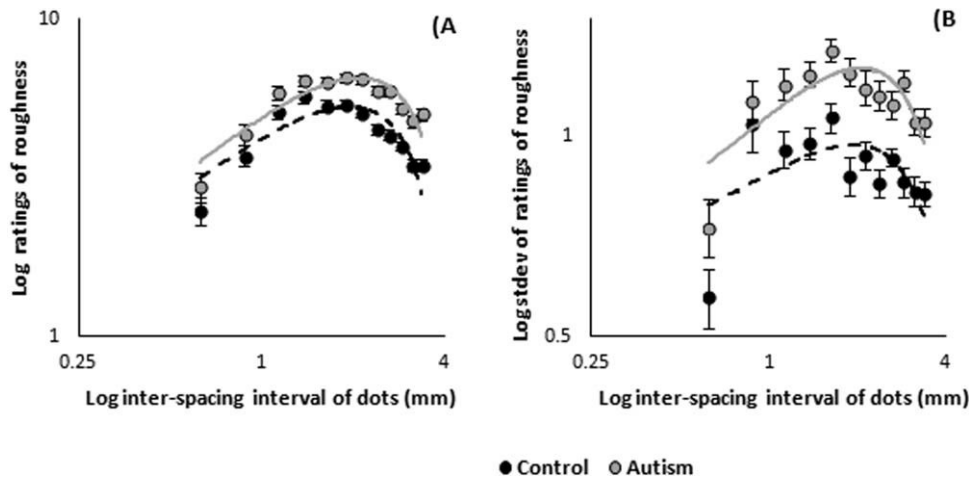 10
(A
Log ratings of roughness
1
0.25
1
4
Log inter-spacing interval of dots (mm)
(B
Log stdev of ratings of roughness
1
0.5
0.25
1
4
Log inter-spacing interval of dots (mm)
Control
Autism